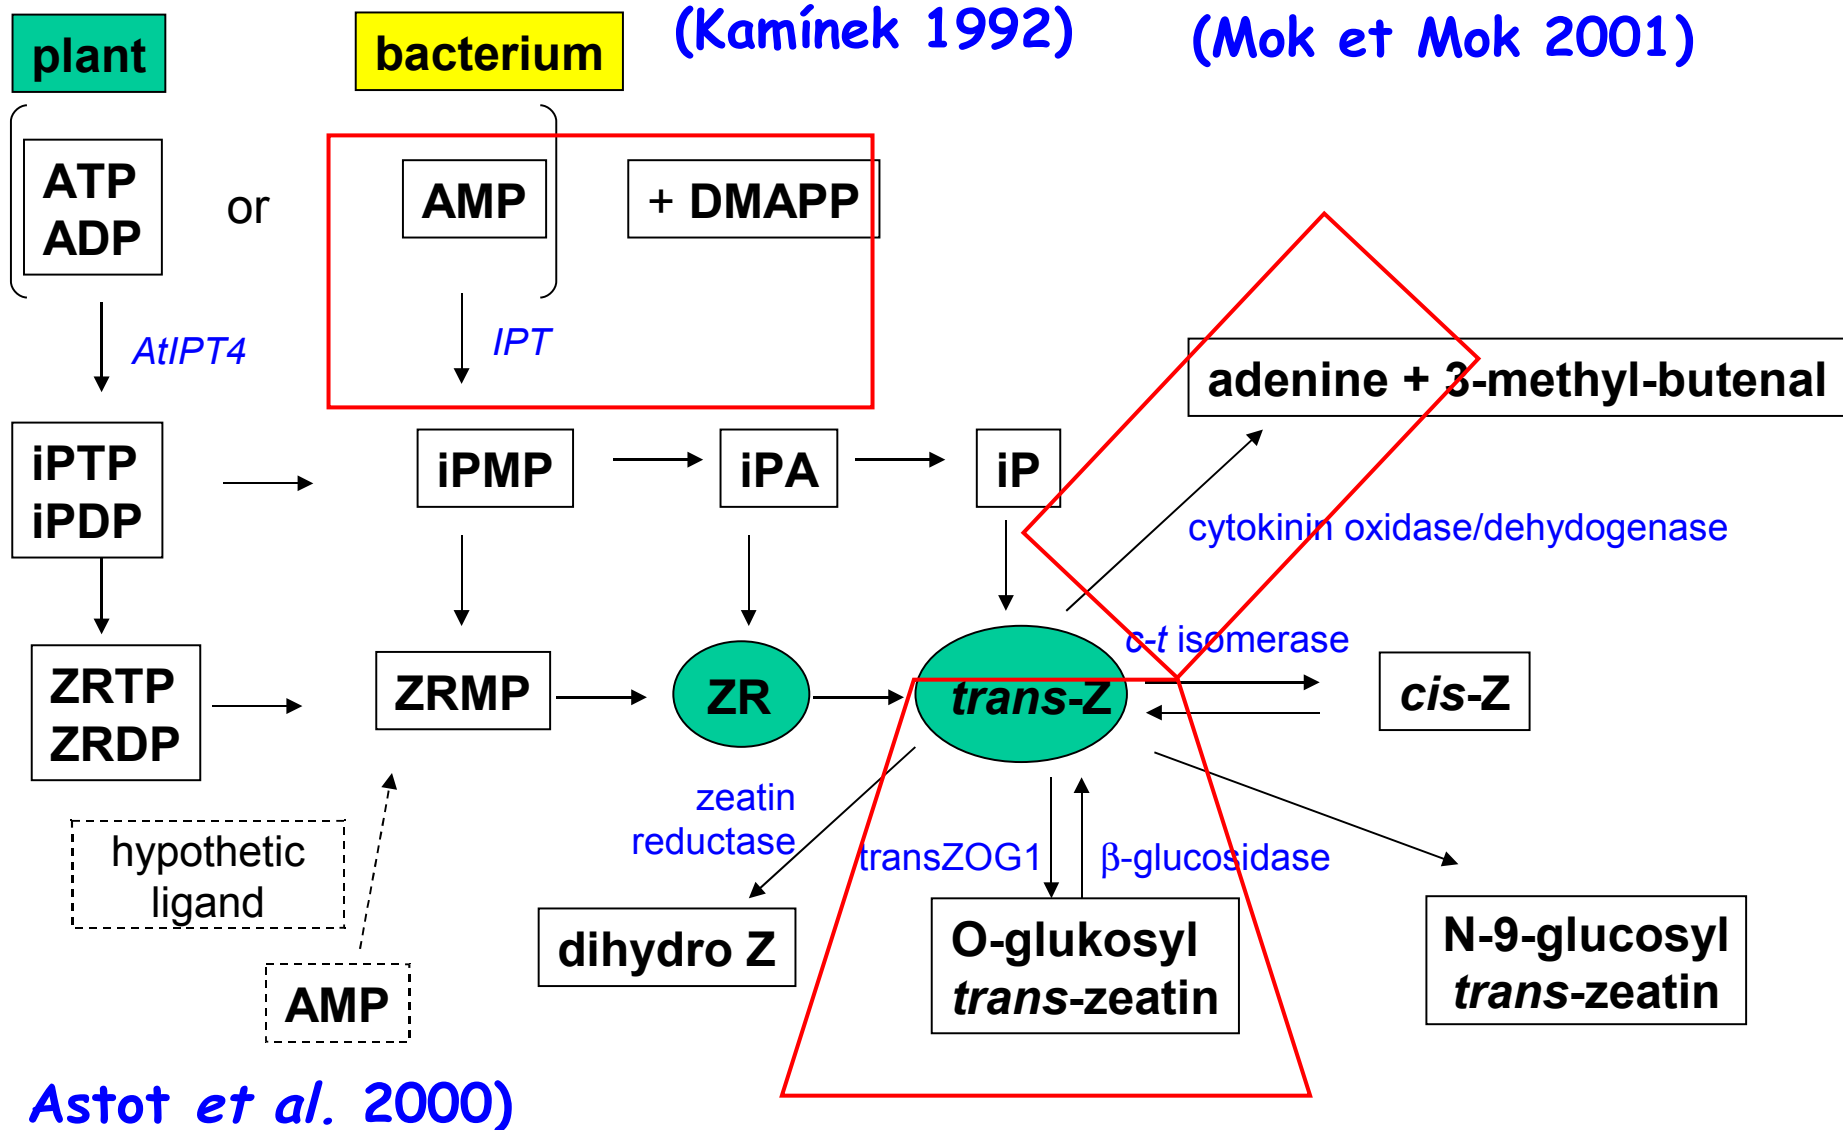 plant
bacterium
(Kamínek 1992)
(Mok et Mok 2001)
ATP
ADP
or
AMP
+ DMAPP
AtIPT4
IPT
adenine + 3-methyl-butenal
iPTP
iPDP
iPMP
iPA
iP
cytokinin oxidase/dehydogenase
c-t isomerase
ZRTP
ZRDP
ZRMP
ZR
trans-Z
cis-Z
zeatin
reductase
transZOG1
β-glucosidase
hypothetic
ligand
AMP
dihydro Z
O-glukosyl
trans-zeatin
N-9-glucosyl
trans-zeatin
Astot et al. 2000)